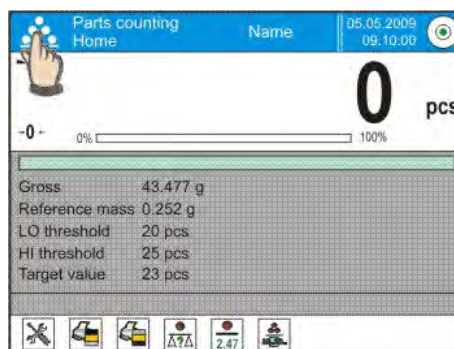 Parts counting
Home
Name
05.05.2009
09.10.00
0
pcs
-0-
0%
100%
Gross 43.477 g
Reference mass 0.252 g
LO threshold 20 pcs
HI threshold 25 pcs
Target value 23 pcs
2.47